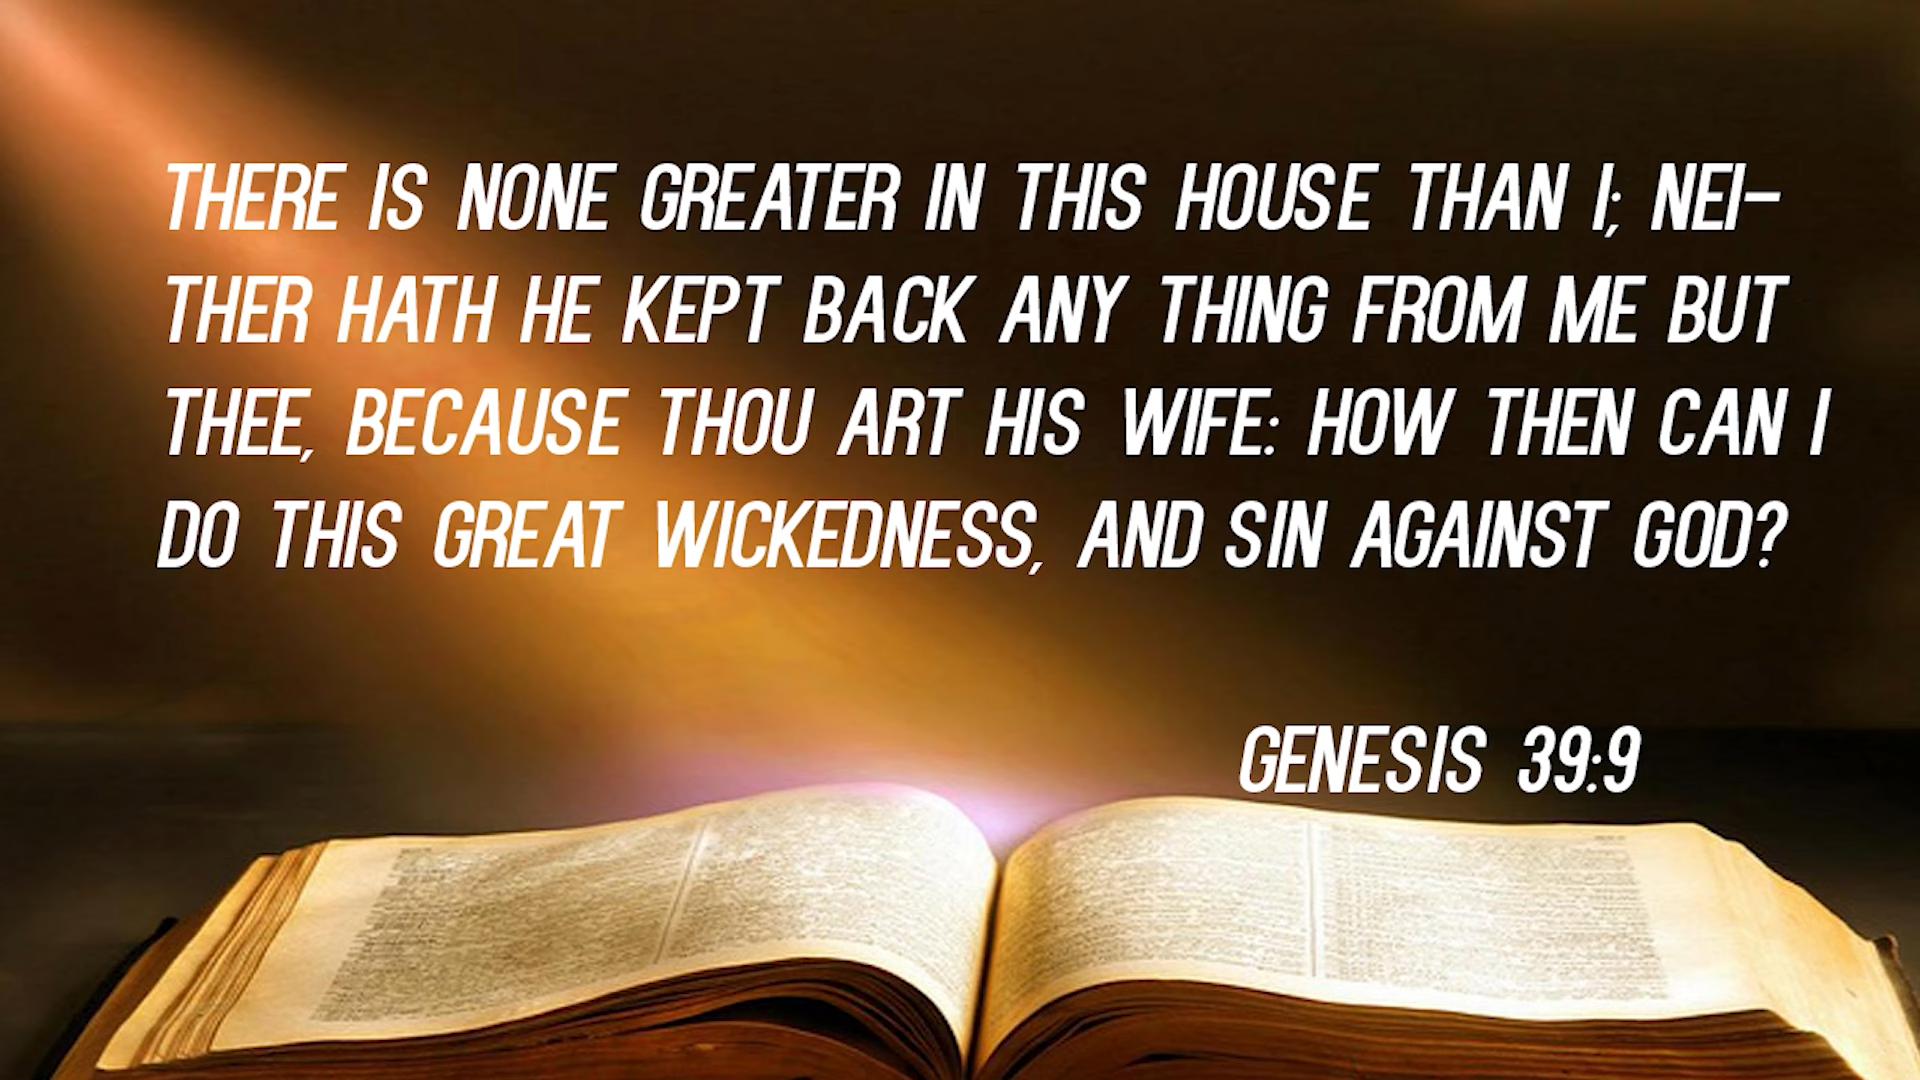 THERE IS NONE GREATER IN THIS HOUSE THAN I; NEI-
THER HATH HE KEPT BACK ANY THING FROM ME BUT
THEE, BECAUSE THOU ART HIS WIFE: HOW THEN CAN I
DO THIS GREAT WICKEDNESS, AND SIN AGAINST GOD?
GENESIS 39:9